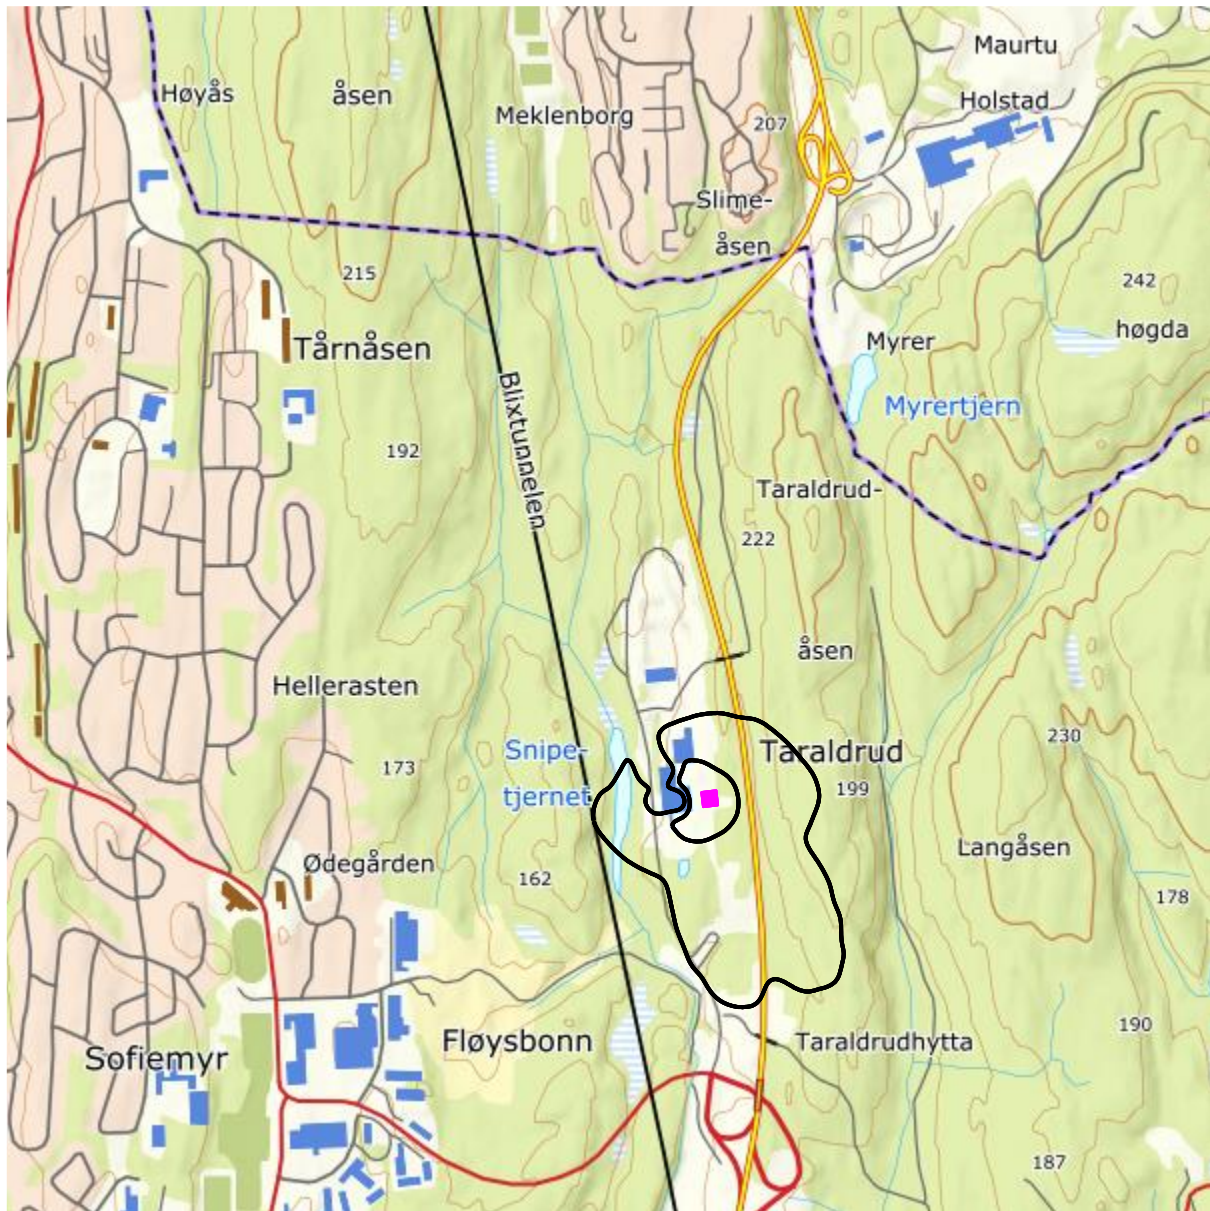 Maurtu
Høyås
åsen
Holstad
Meklenborg
207
Slime-
åsen
215
242
høgda
Tårnåsen
Myrer
Blixtunnelen
Myrertjern
192
Taraldrud-
222
åsen
Hellerasten
230
Snipe-
tjernet
Taraldrud
173
199
Langåsen
Ødegården
162
178
190
Fløysbonn
Taraldrudhytta
Sofiemyr
187